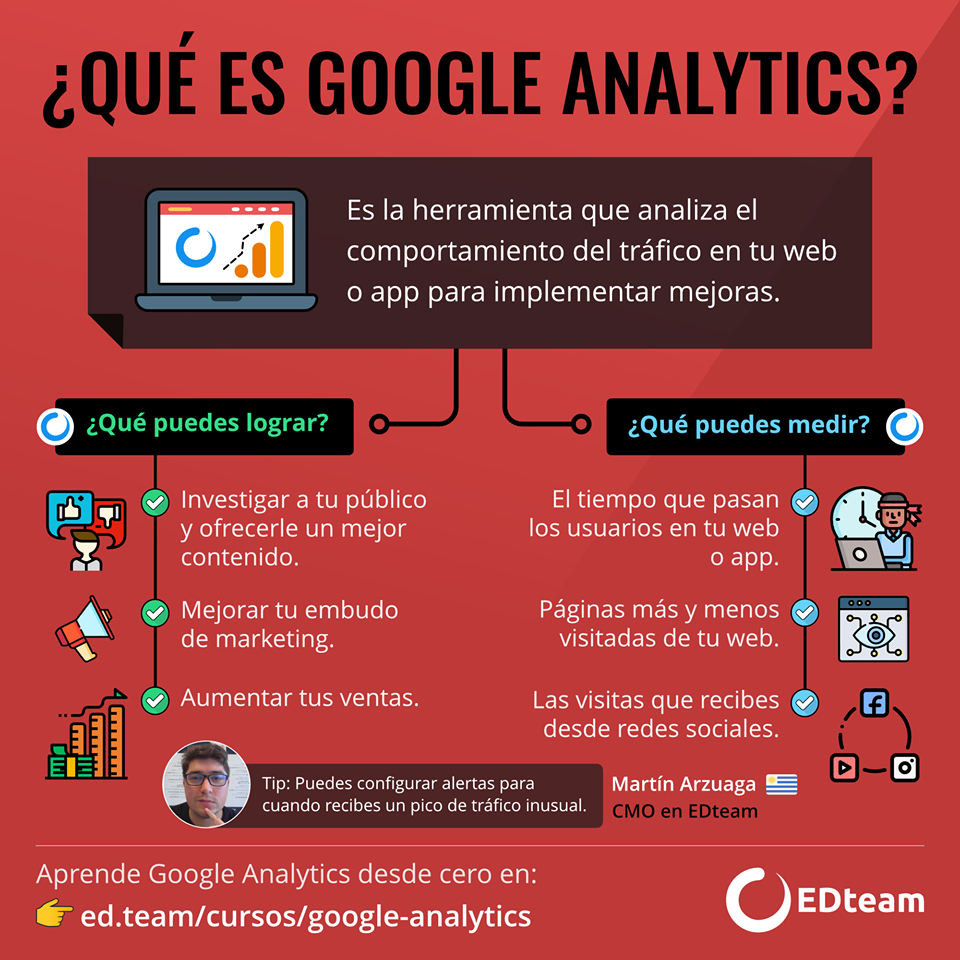 ¿QUÉ ES GOOGLE ANALYTICS?
Es la herramienta que analiza el
comportamiento del tráfico en tu web
o app para implementar mejoras.
¿Qué puedes lograr?
Investigar a tu público
y ofrecerle un mejor
contenido.
Mejorar tu embudo
de marketing.
Aumentar tus ventas.
¿Qué puedes medir?
El tiempo que pasan
los usuarios en tu web
o app.
Páginas más y menos
visitadas de tu web.
Las visitas que recibes
desde redes sociales.
Tip: Puedes configurar alertas para
cuando recibes un pico de tráfico inusual.
Martín Arzuaga
CMO en EDteam
Aprende Google Analytics desde cero en:
ed.team/cursos/google-analytics
EDteam